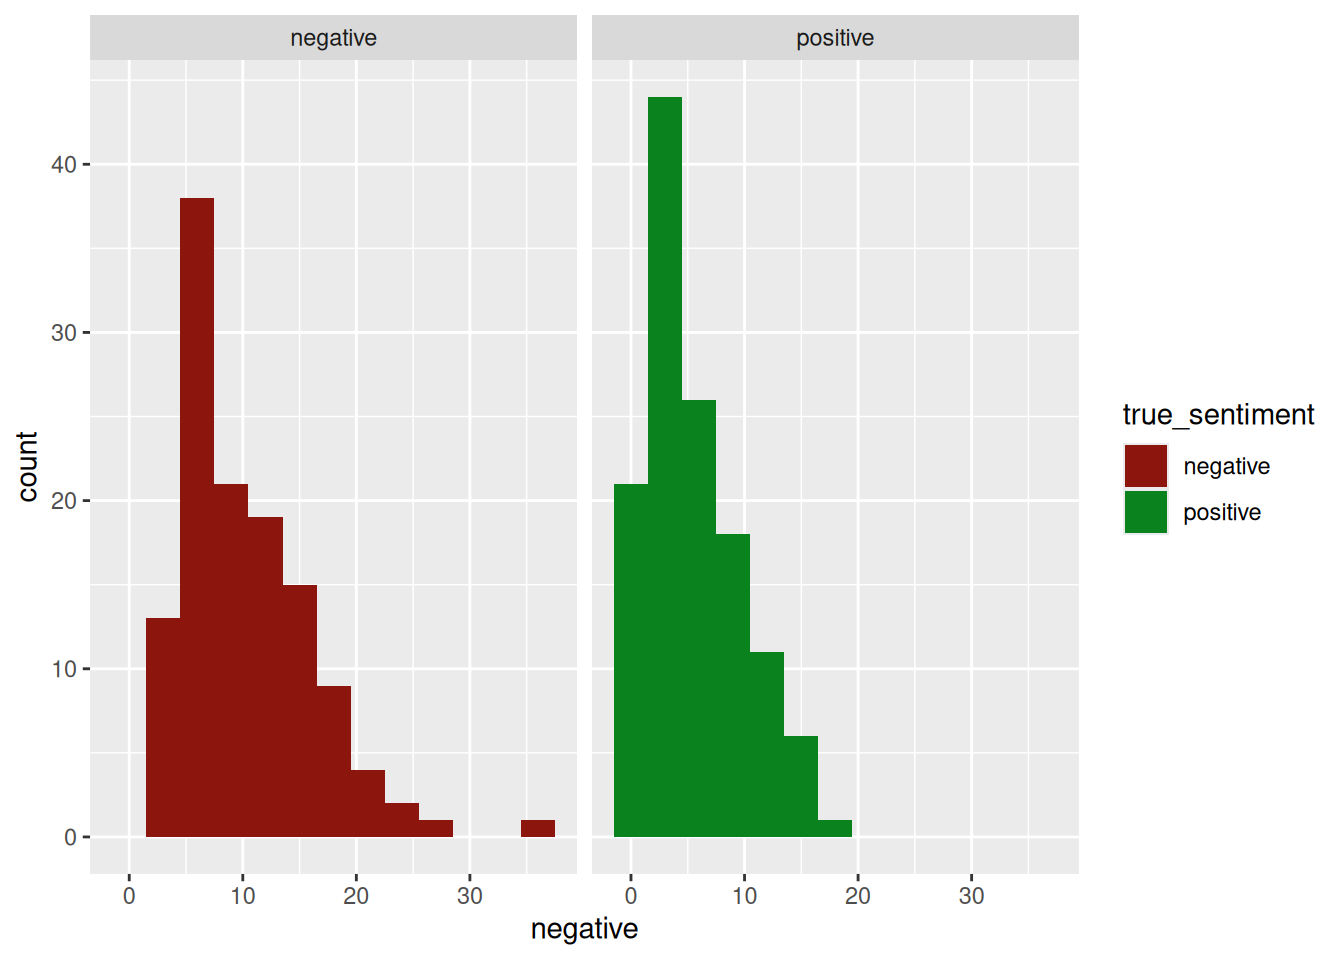 negative
positive
40
30
20
10
0
count
0 10 20 30
0 10 20 30
negative
true_sentiment
negative
positive